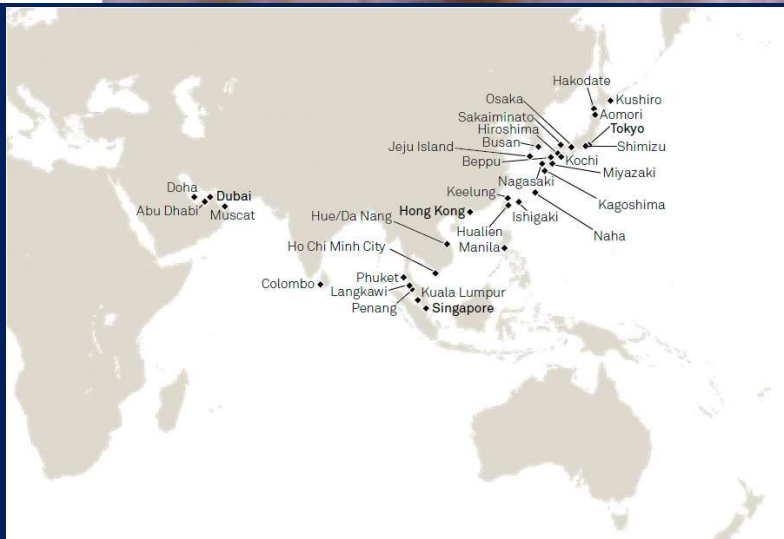 Hakodate
Osaka
Kushiro
Sakaiminato
Aomori
Hiroshima
Tokyo
Busan
Shimizu
Jeju Island
Beppu
Kochi
Miyazaki
Nagasaki
Doha
Dubai
Keelung
Kagoshima
Abu Dhabi
Muscat
Hue/Da Nang
Hong Kong
Ishigaki
Hualien
Naha
Ho Chi Minh City
Manila
Colombo
Phuket
Langkawi
Kuala Lumpur
Penang
Singapore